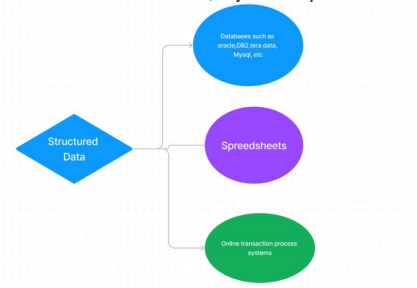 Structured
Data
Databases such as
oracle,DB2,tera data,
Mysql, etc
Spreedsheets
Online transaction process
systems